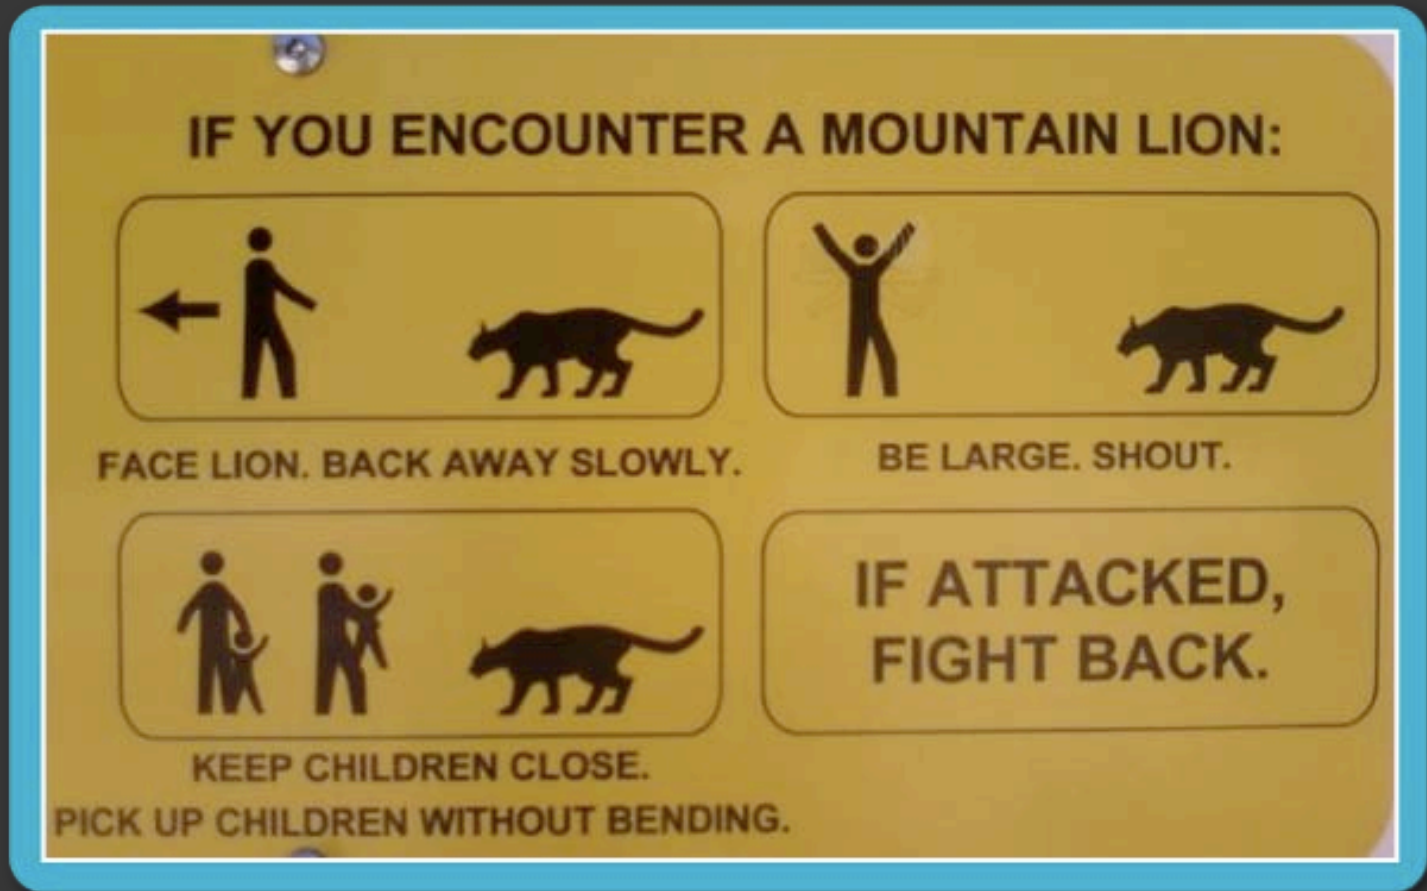 IF YOU ENCOUNTER A MOUNTAIN LION:
FACE LION. BACK AWAY SLOWLY.
BE LARGE. SHOUT.
KEEP CHILDREN CLOSE.
PICK UP CHILDREN WITHOUT BENDING.
IF ATTACKED,
FIGHT BACK.